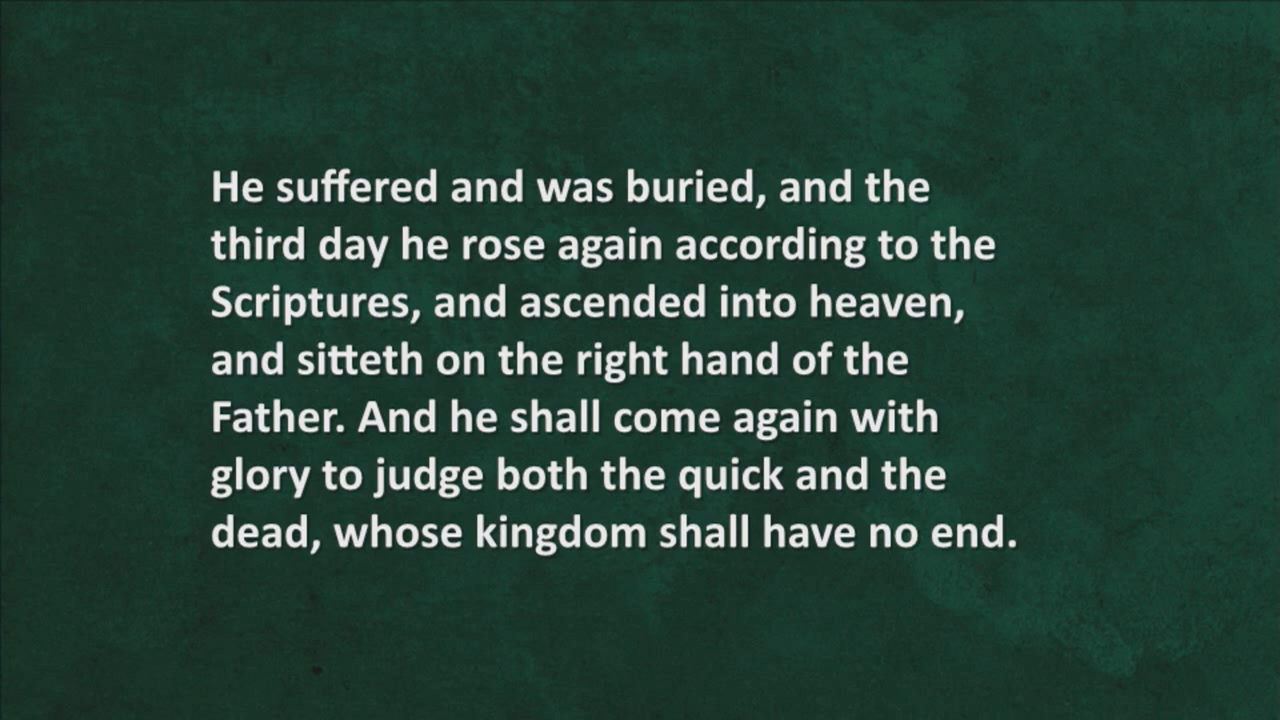 He suffered and was buried, and the
third day he rose again according to the
Scriptures, and ascended into heaven,
and sitteth on the right hand of the
Father. And he shall come again with
glory to judge both the quick and the
dead, whose kingdom shall have no end.